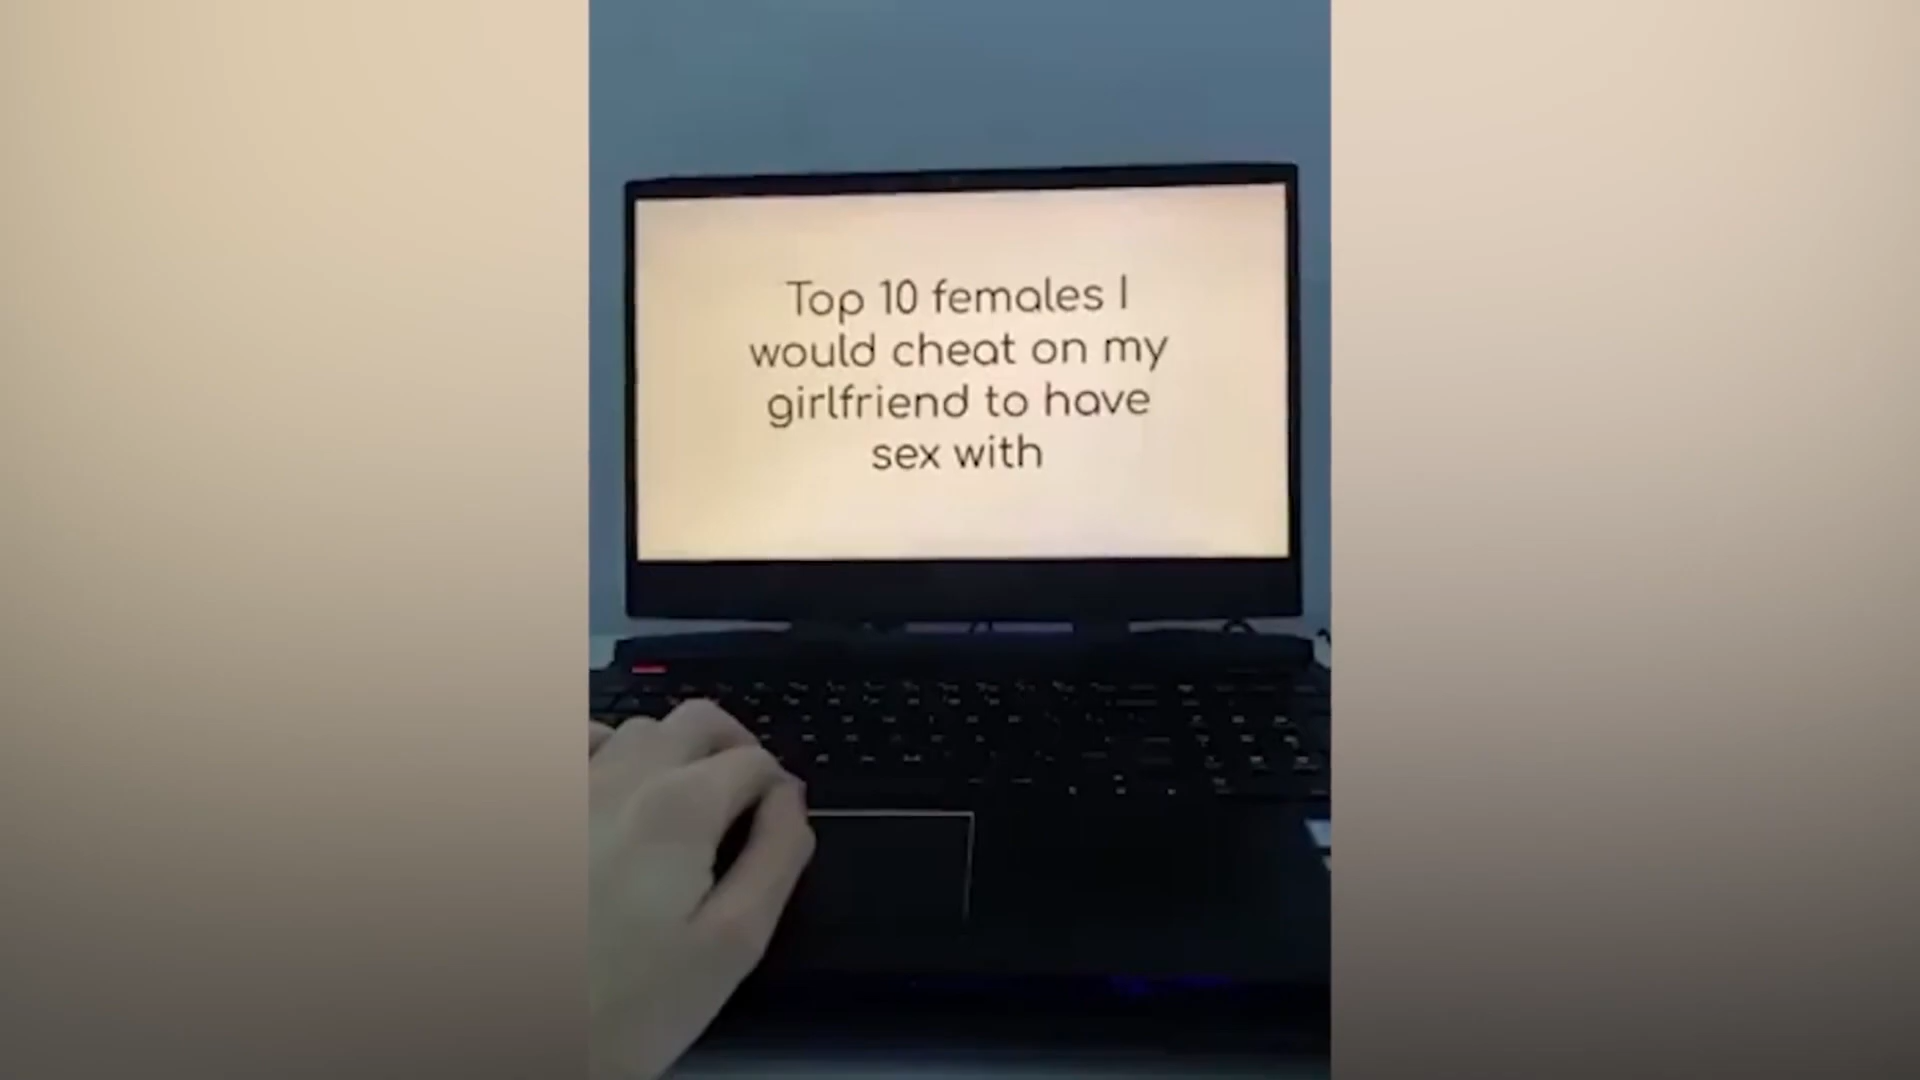 Top 10 females I
would cheat on my
girlfriend to have
sex with